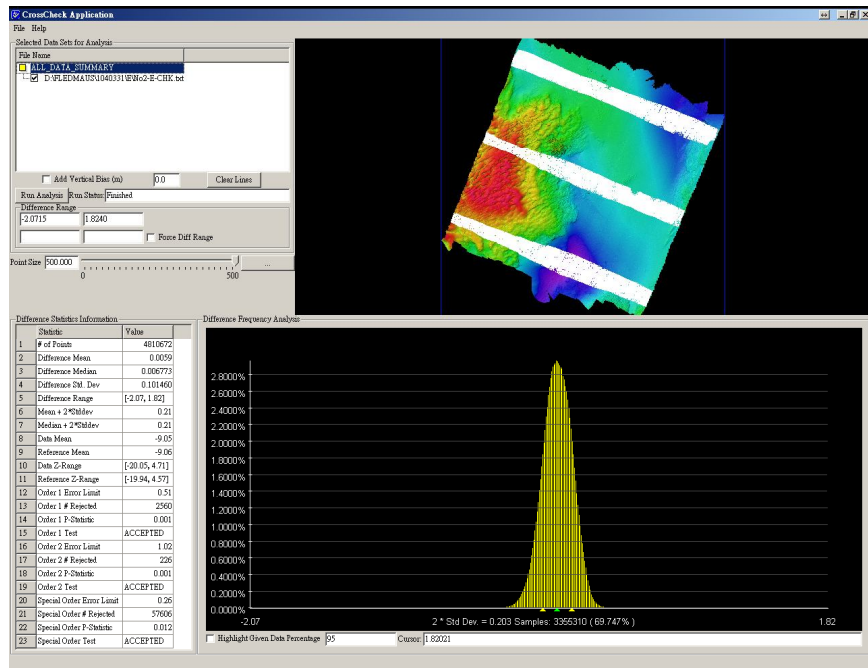 CrossCheck Application
File Help
Selected Data Sets for Analysis
File Name
ALL_DATA_SUMMARY
D:\FLEDMAUS\1040331\E\No2-E-CHK.txt
Add Vertical Bias (m) 0.0 Clear Lines
Run Analysis Run Status: Finished
Difference Range
-2.0715 1.8240
Force Diff Range
Point Size 500.000 ...
0 500
Difference Statistics Information
Statistic Value
1 # of Points 4810672
2 Difference Mean 0.0059
3 Difference Median 0.006773
4 Difference Std. Dev 0.101460
5 Difference Range [-2.07, 1.82]
6 Mean + 2*Stddev 0.21
7 Median + 2*Stddev 0.21
8 Data Mean -9.05
9 Reference Mean -9.06
10 Data Z-Range [-20.05, 4.71]
11 Reference Z-Range [-19.94, 4.57]
12 Order 1 Error Limit 0.51
13 Order 1 # Rejected 2560
14 Order 1 P-Statistic 0.001
15 Order 1 Test ACCEPTED
16 Order 2 Error Limit 1.02
17 Order 2 # Rejected 226
18 Order 2 P-Statistic 0.001
19 Order 2 Test ACCEPTED
20 Special Order Error Limit 0.26
21 Special Order # Rejected 57606
22 Special Order P-Statistic 0.012
23 Special Order Test ACCEPTED
Difference Frequency Analysis
2.8000%
2.6000%
2.4000%
2.2000%
2.0000%
1.8000%
1.6000%
1.4000%
1.2000%
1.0000%
0.8000%
0.6000%
0.4000%
0.2000%
0.0000%
-2.07 2 * Std Dev. = 0.203 Samples: 3355310 ( 69.747% ) 1.82
Highlight Given Data Percentage 95 Cursor: 1.82021